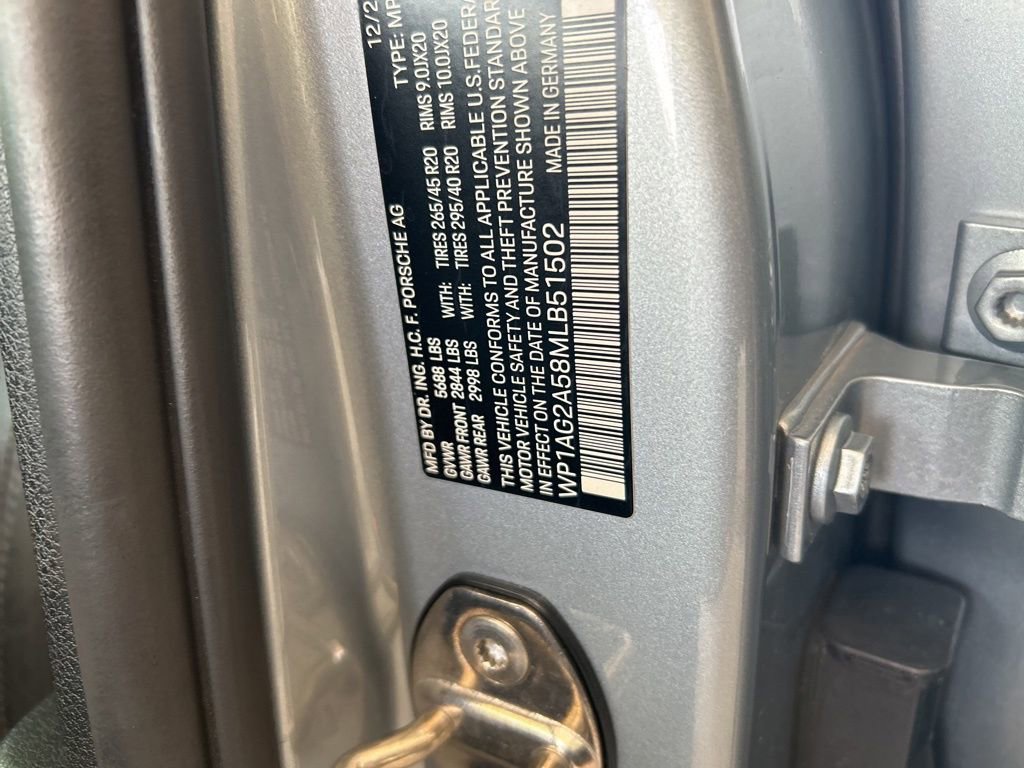 12/2
MFD BY DR. ING. H.C. F. PORSCHE AG TYPE: MP
GVWR 5688 LBS
GAWR FRONT 2844 LBS WITH: TIRES 265/45 R20 RIMS 9.0JX20
GAWR REAR 2998 LBS WITH: TIRES 295/40 R20 RIMS 10.0JX20
THIS VEHICLE CONFORMS TO ALL APPLICABLE U.S.FEDERA
MOTOR VEHICLE SAFETY AND THEFT PREVENTION STANDAR
IN EFFECT ON THE DATE OF MANUFACTURE SHOWN ABOVE
WP1AG2A58MLB51502 MADE IN GERMANY